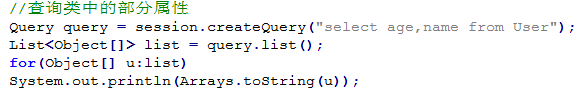 //查询类中的部分属性
Query query = session.createQuery("select age,name from User");
List<Object[]> list = query.list();
for(Object[] u:list)
System.out.println(Arrays.toString(u));